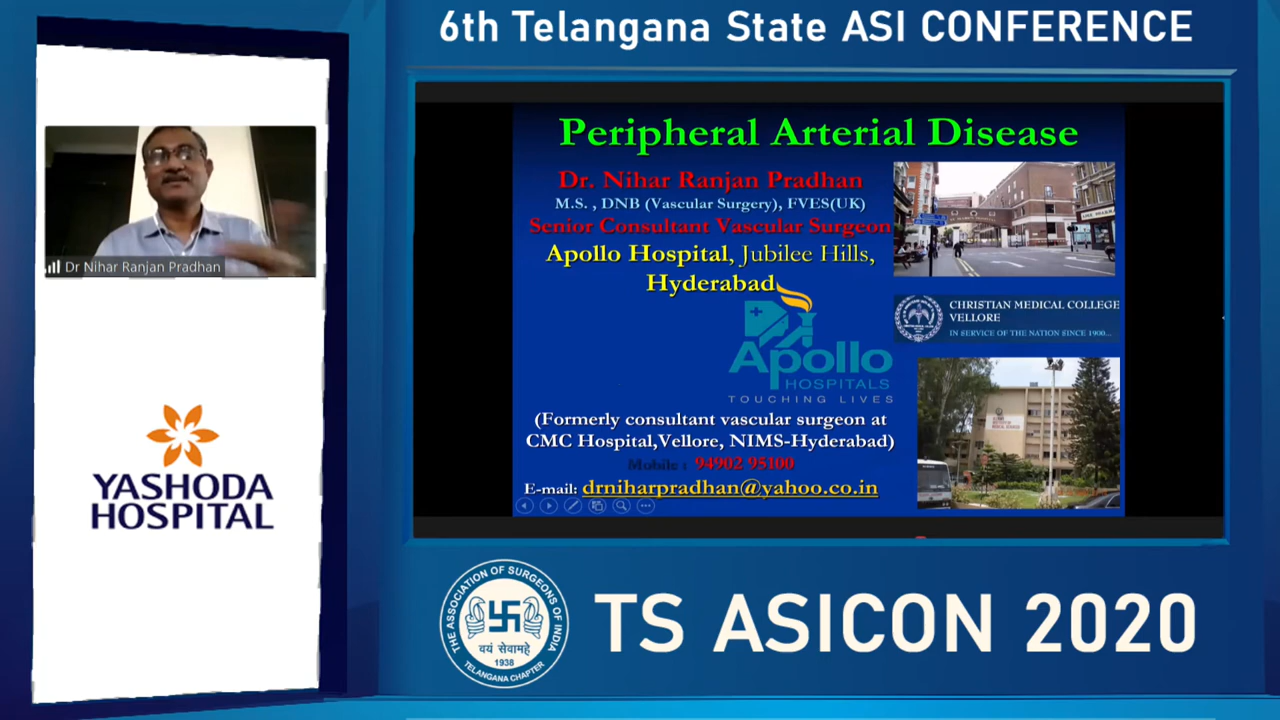 6th Telangana State ASI CONFERENCE
Dr Nihar Ranjan Pradhan
YASHODA
HOSPITAL
Peripheral Arterial Disease
Dr. Nihar Ranjan Pradhan
M.S. , DNB (Vascular Surgery), FVES(UK)
Senior Consultant Vascular Surgeon
Apollo Hospital, Jubilee Hills,
Hyderabad
Apollo
HOSPITALS
TOUCHING LIVES
(Formerly consultant vascular surgeon at
CMC Hospital,Vellore, NIMS-Hyderabad)
Mobile : 94902 95100
E-mail: drniharpradhan@yahoo.co.in
CHRISTIAN MEDICAL COLLEGE
VELLORE
IN SERVICE OF THE NATION SINCE 1900...
THE ASSOCIATION OF SURGEONS OF INDIA
वयं सेवामहे
1938
TELANGANA CHAPTER
TS ASICON 2020